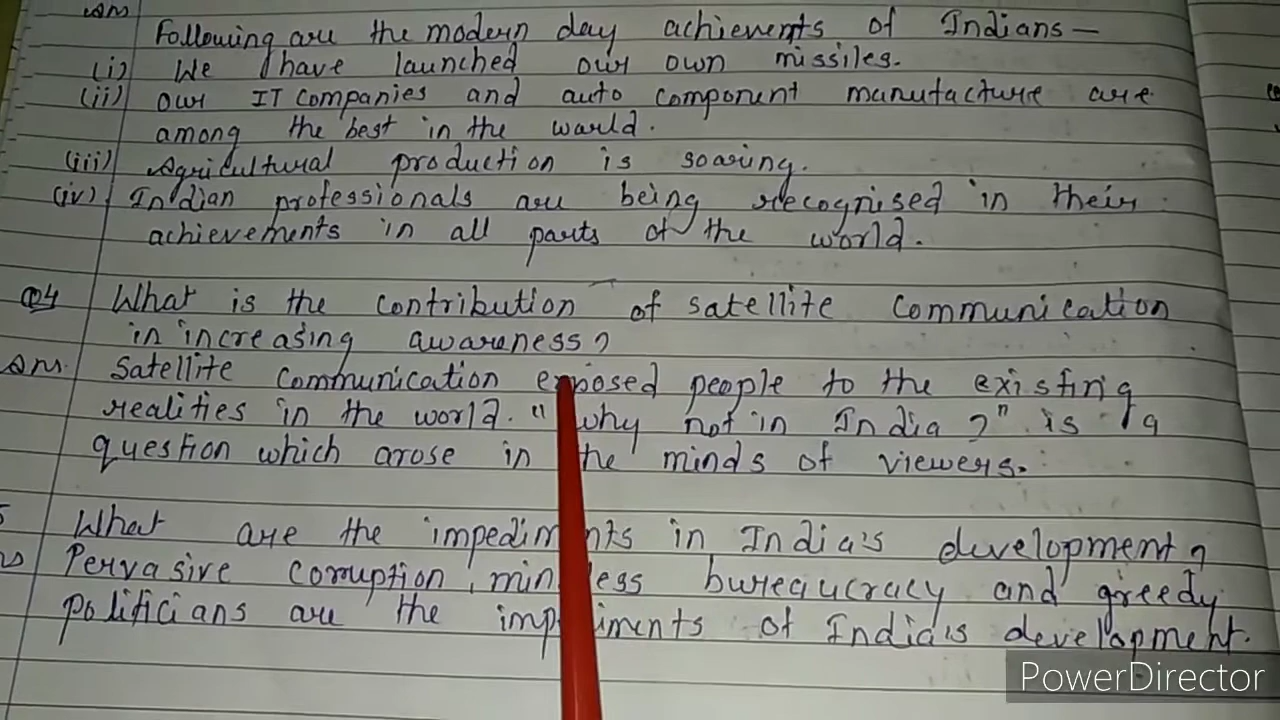 Ans
Following are the modern day achievents of Indians —
(i) We have launched our own missiles.
(ii) our IT companies and auto component manufacture are
among the best in the world.
(iii) Agricultural production is soaring.
(iv) Indian professionals are being recognised in their
achievements in all parts of the world.
Q4 What is the contribution of satellite communication
in increasing awareness?
Ans. Satellite communication exposed people to the existing
realities in the world. "why not in India?" is a
question which arose in the minds of viewers.
5 What are the impediments in India's development?
Pervasive corruption, bureaucracy and greedy
politicians are the of India's development.
PowerDirector